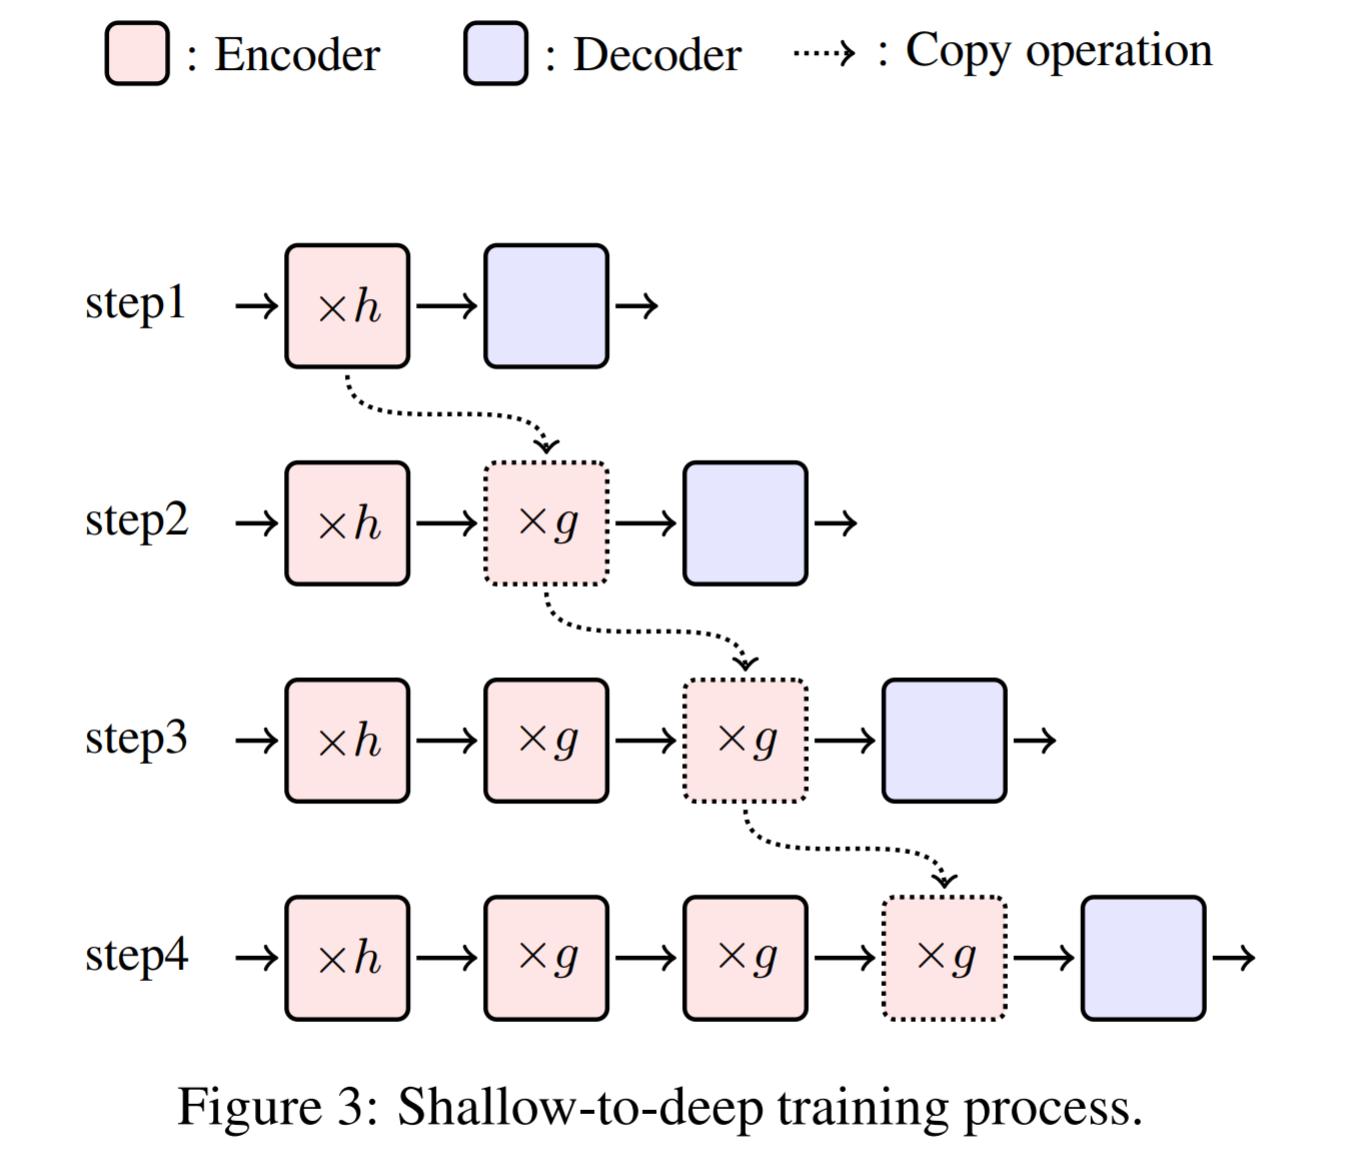 : Encoder : Decoder : Copy operation
step1 ×h
step2 ×h ×g
step3 ×h ×g ×g
step4 ×h ×g ×g ×g
Figure 3: Shallow-to-deep training process.